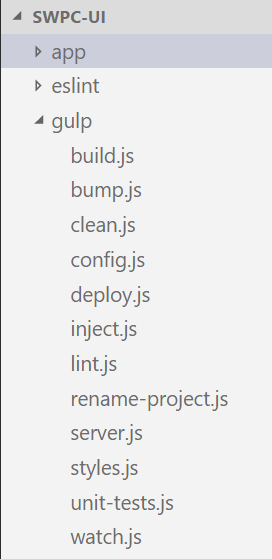 SWPC-UI
app
eslint
gulp
build.js
bump.js
clean.js
config.js
deploy.js
inject.js
lint.js
rename-project.js
server.js
styles.js
unit-tests.js
watch.js